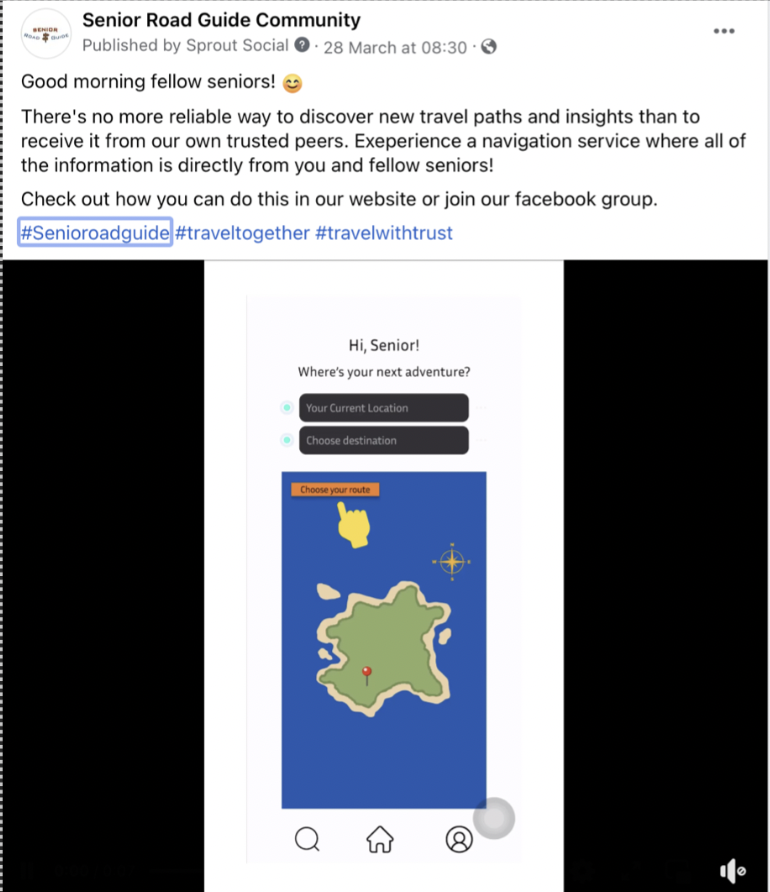 Senior Road Guide Community
Published by Sprout Social · 28 March at 08:30 ·
Good morning fellow seniors! 😊
There's no more reliable way to discover new travel paths and insights than to
receive it from our own trusted peers. Exeperience a navigation service where all of
the information is directly from you and fellow seniors!
Check out how you can do this in our website or join our facebook group.
#Senioroadguide #traveltogether #travelwithtrust
SENIOR
ROAD GUIDE
Hi, Senior!
Where's your next adventure?
Your Current Location
Choose destination
Choose your route